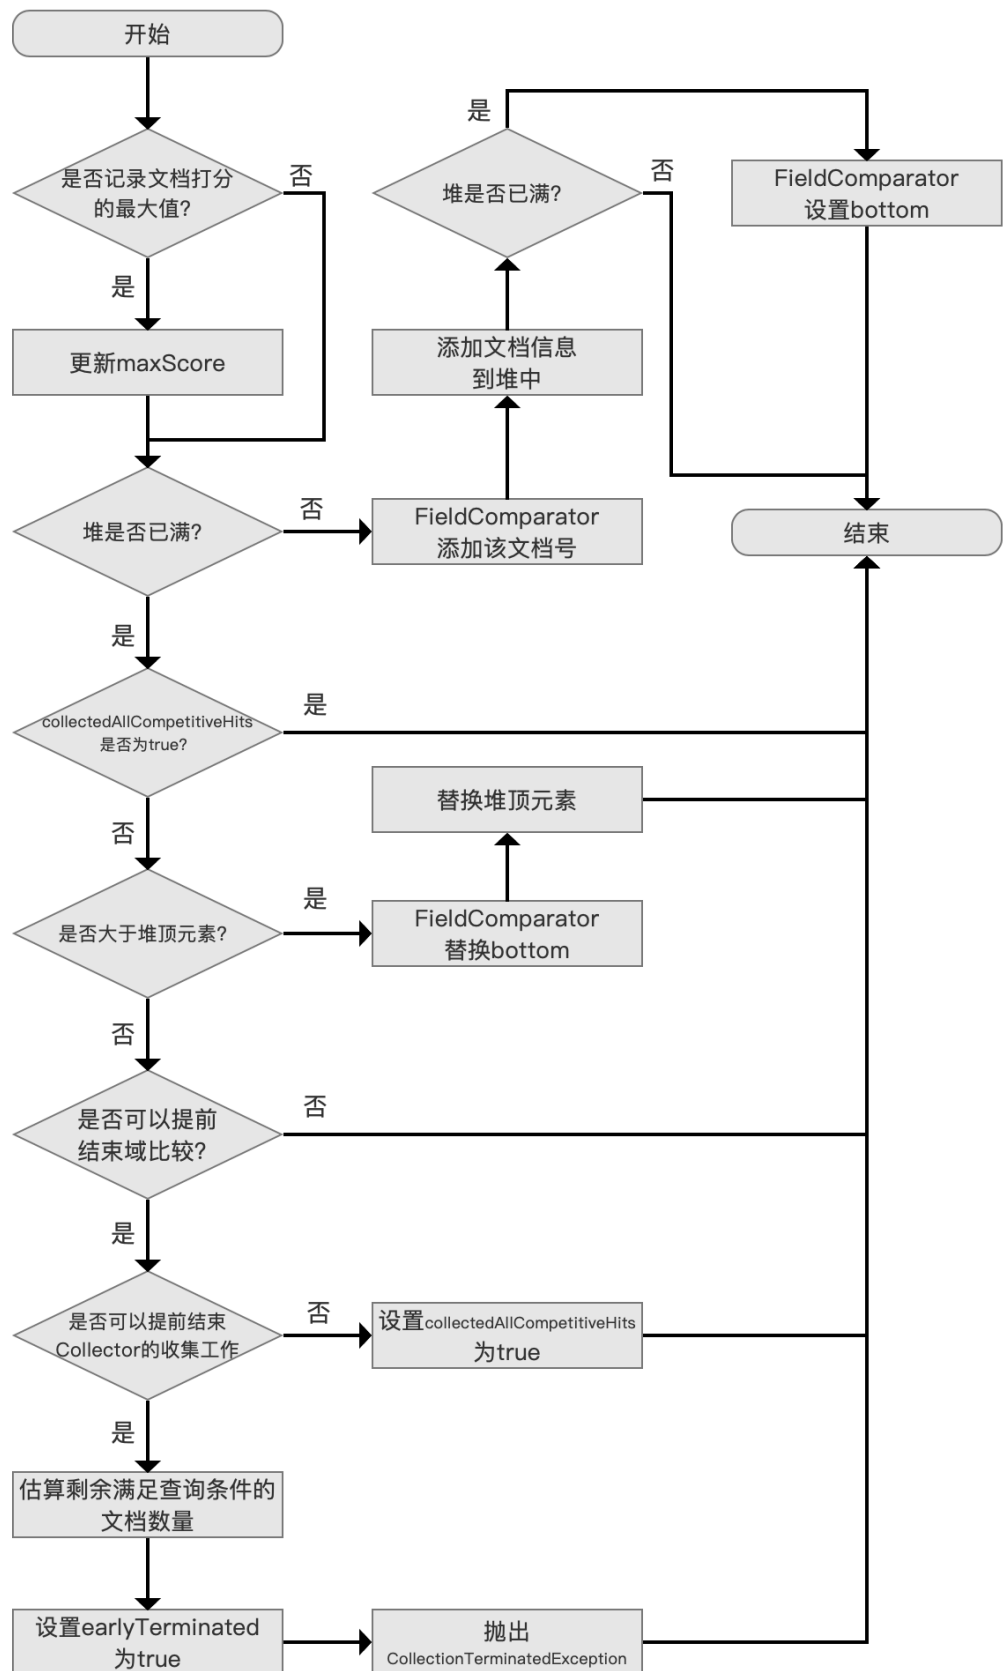 开始
是否记录文档打分
的最大值?
否
是
更新maxScore
堆是否已满?
否
是
FieldComparator
添加该文档号
添加文档信息
到堆中
堆是否已满?
是
否
FieldComparator
设置bottom
结束
collectedAllCompetitiveHits
是否为true?
是
否
是否大于堆顶元素?
是
否
FieldComparator
替换bottom
替换堆顶元素
是否可以提前
结束域比较?
否
是
是否可以提前结束
Collector的收集工作
否
是
设置collectedAllCompetitiveHits
为true
估算剩余满足查询条件的
文档数量
设置earlyTerminated
为true
抛出
CollectionTerminatedException